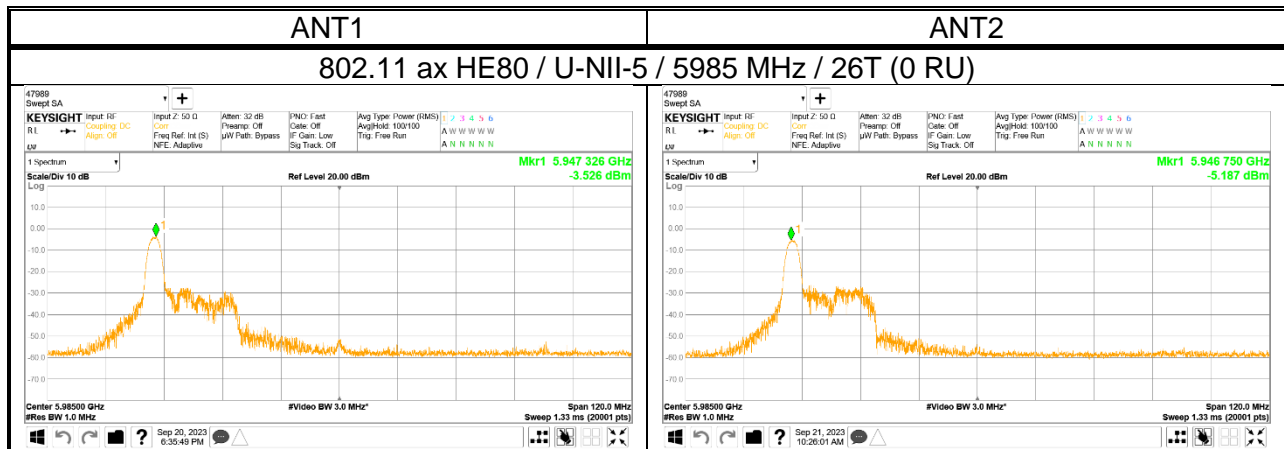 ANT1 ANT2
802.11 ax HE80 / U-NII-5 / 5985 MHz / 26T (0 RU)
47989
Swept SA
+
KEYSIGHT Input: RF Input Z: 50 Ω Atten: 32 dB PNO: Fast Avg Type: Power (RMS) 1 2 3 4 5 6
R L Coupling: DC Corr Preamp: Off Gate: Off Avg|Hold: 100/100 A W W W W W
Align: Off Freq Ref: Int (S) µW Path: Bypass IF Gain: Low Trig: Free Run
NFE: Adaptive Sig Track: Off A N N N N N
1 Spectrum
Mkr1 5.947 326 GHz
Scale/Div 10 dB Ref Level 20.00 dBm -3.526 dBm
Log
10.0
0.00
1
-10.0
-20.0
-30.0
-40.0
-50.0
-60.0
-70.0
Center 5.98500 GHz #Video BW 3.0 MHz* Span 120.0 MHz
#Res BW 1.0 MHz Sweep 1.33 ms (20001 pts)
? Sep 20, 2023
6:35:49 PM
47989
Swept SA
+
KEYSIGHT Input: RF Input Z: 50 Ω Atten: 32 dB PNO: Fast Avg Type: Power (RMS) 1 2 3 4 5 6
R L Coupling: DC Corr Preamp: Off Gate: Off Avg|Hold: 100/100 A W W W W W
Align: Off Freq Ref: Int (S) µW Path: Bypass IF Gain: Low Trig: Free Run
NFE: Adaptive Sig Track: Off A N N N N N
1 Spectrum
Mkr1 5.946 750 GHz
Scale/Div 10 dB Ref Level 20.00 dBm -5.187 dBm
Log
10.0
0.00
1
-10.0
-20.0
-30.0
-40.0
-50.0
-60.0
-70.0
Center 5.98500 GHz #Video BW 3.0 MHz* Span 120.0 MHz
#Res BW 1.0 MHz Sweep 1.33 ms (20001 pts)
? Sep 21, 2023
10:26:01 AM